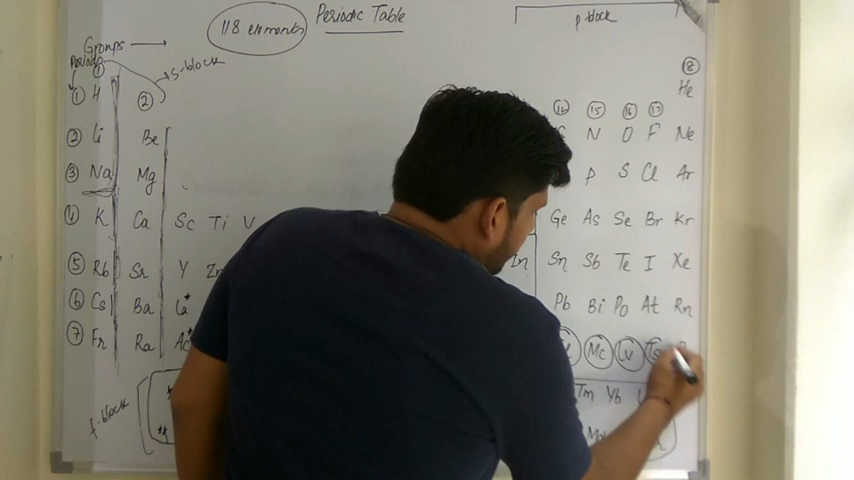 118 elements Periodic Table p-block
Groups →
Periods ① s-block ⑱
① H ② He
⑭ ⑮ ⑯ ⑰
② Li Be N O F Ne
③ Na Mg P S Cl Ar
④ K Ca Sc Ti V Ge As Se Br Kr
⑤ Rb Sr Y In Sn Sb Te I Xe
⑥ Cs Ba La* Pb Bi Po At Rn
⑦ Fr Ra Ac* Mc Lv Ts
f-block * Tm Yb
**